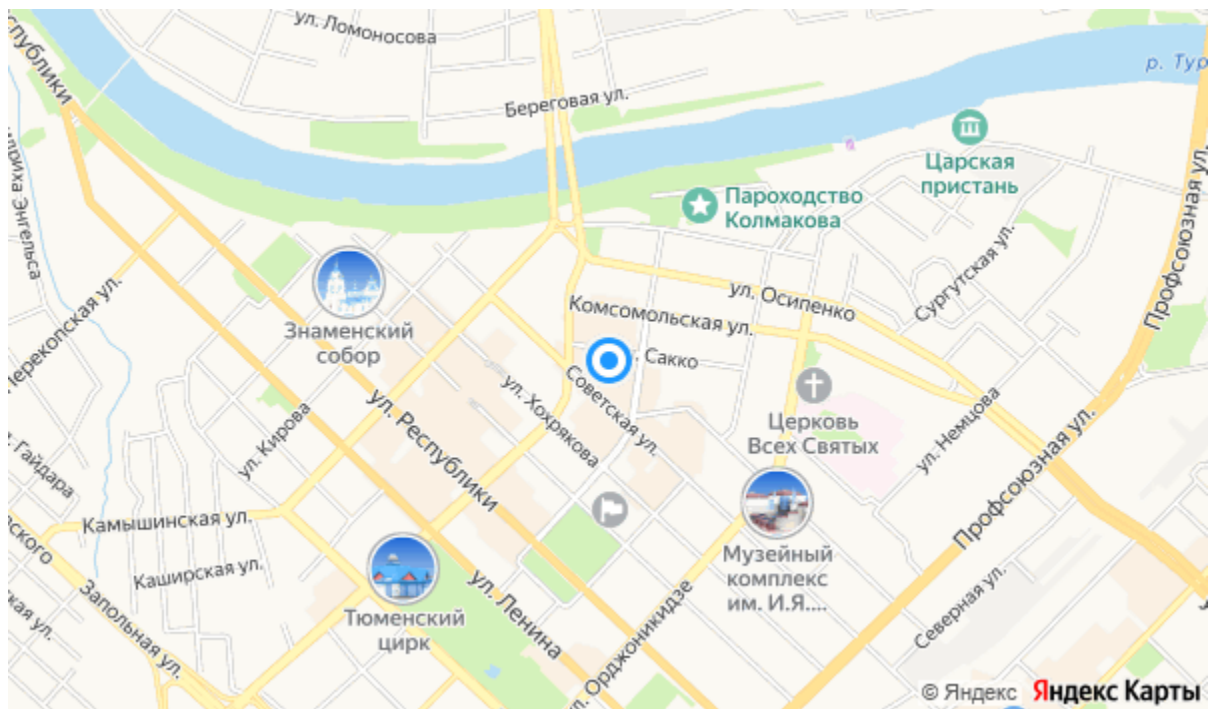 ул. Ломоносова
еспублики
Береговая ул.
р. Тур
Царская
пристань
Пароходство
Колмакова
Профсоюзная ул.
Сургутская ул.
ул. Осипенко
Комсомольская ул.
Сакко
Знаменский
собор
Советская ул.
ул. Хохрякова
ул. Республики
ул. Кирова
Церковь
Всех Святых
ул. Немцова
Гайдара
Камышинская ул.
Каширская ул.
Запольная ул.
Тюменский
цирк
ул. Ленина
Музейный
комплекс
им. И.Я....
ул. Орджоникидзе
Профсоюзная ул.
Северная ул.
ская ул.
© Яндекс Яндекс Карты